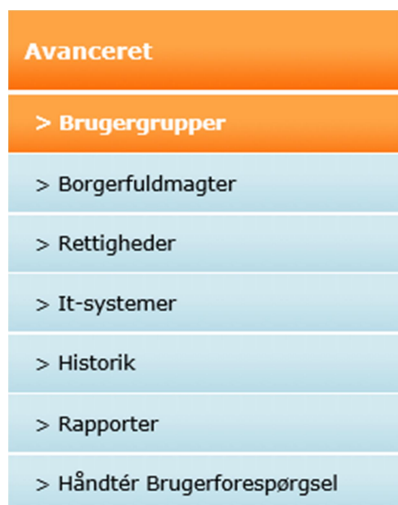 Avanceret
> Brugergrupper
> Borgerfuldmagter
> Rettigheder
> It-systemer
> Historik
> Rapporter
> Håndtér Brugerforespørgsel